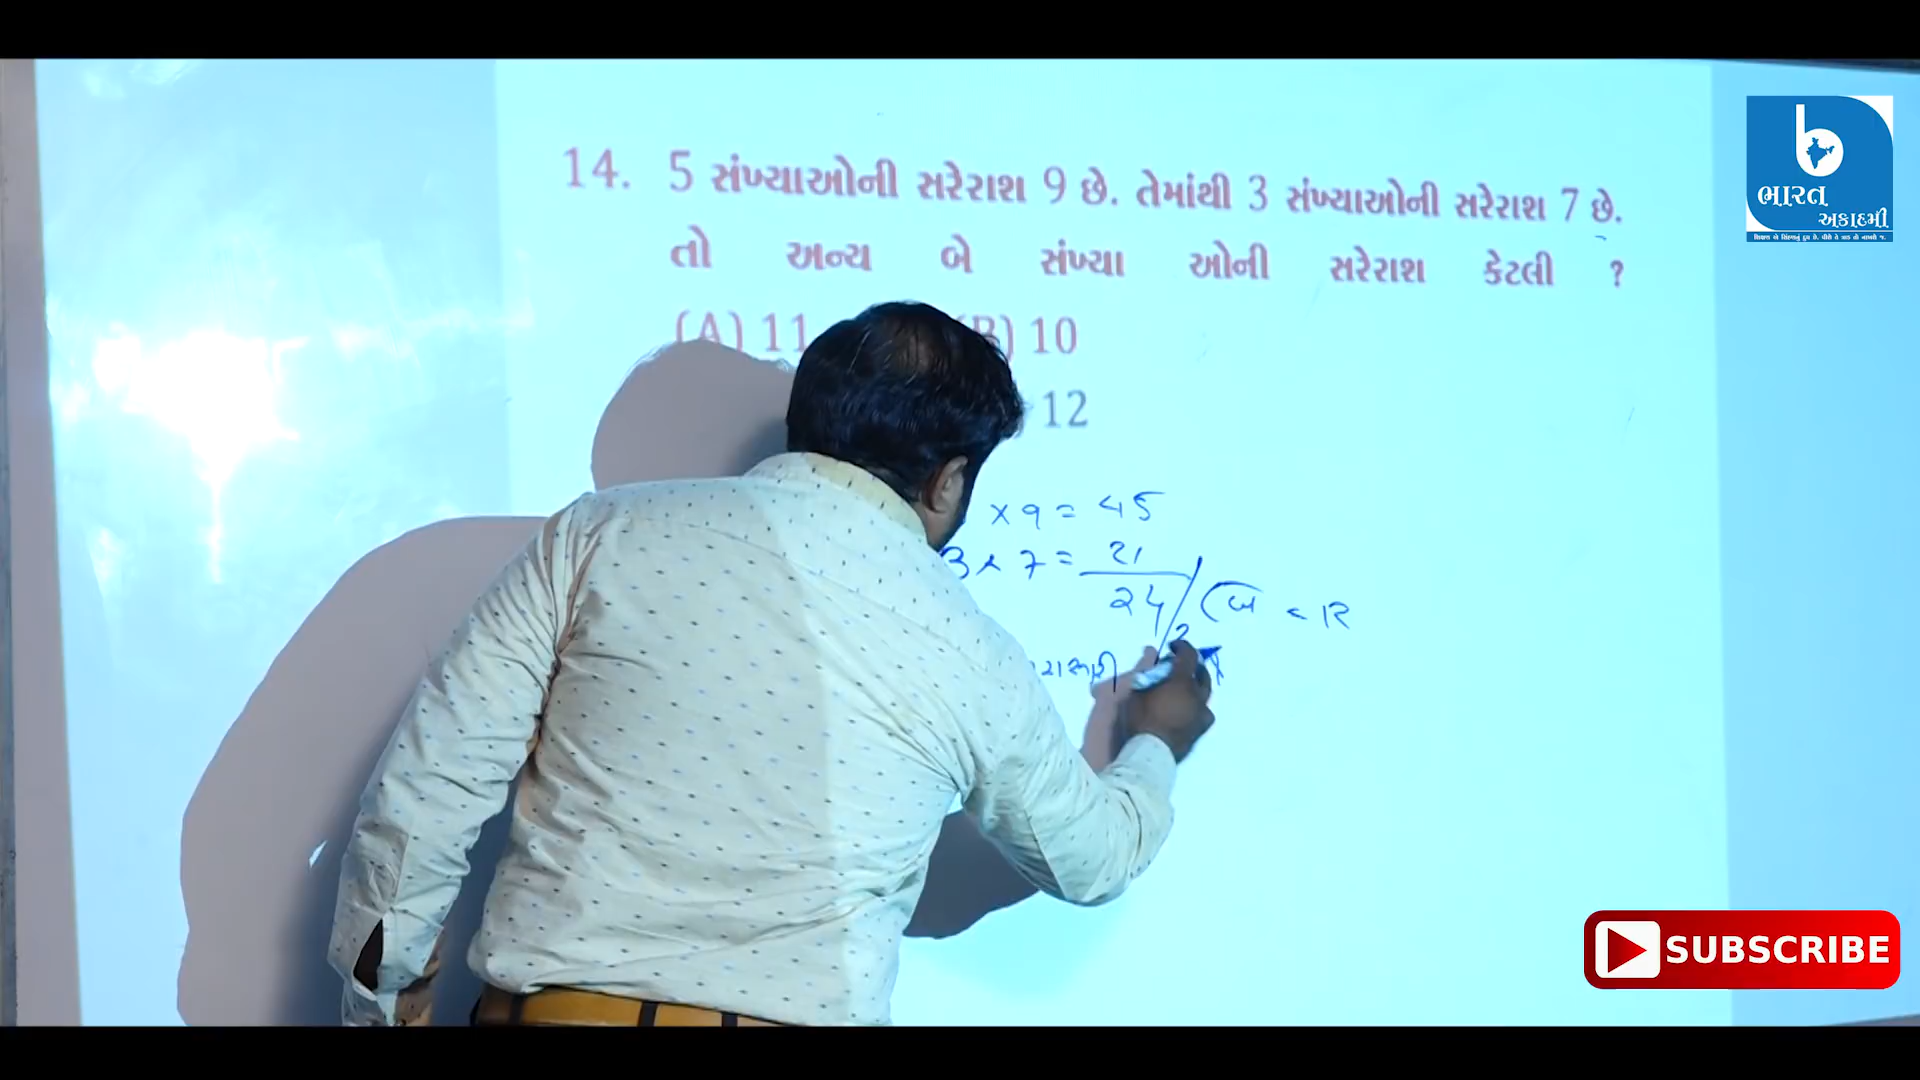 14. 5 સંખ્યાઓની સરેરાશ 9 છે. તેમાંથી 3 સંખ્યાઓની સરેરાશ 7 છે.
તો અન્ય બે સંખ્યા ઓની સરેરાશ કેટલી ?
(A) 11 (B) 10
12
× 9 = 45
3 × 7 = 21
24 = 12
2
ભારત
અકાદમી
SUBSCRIBE